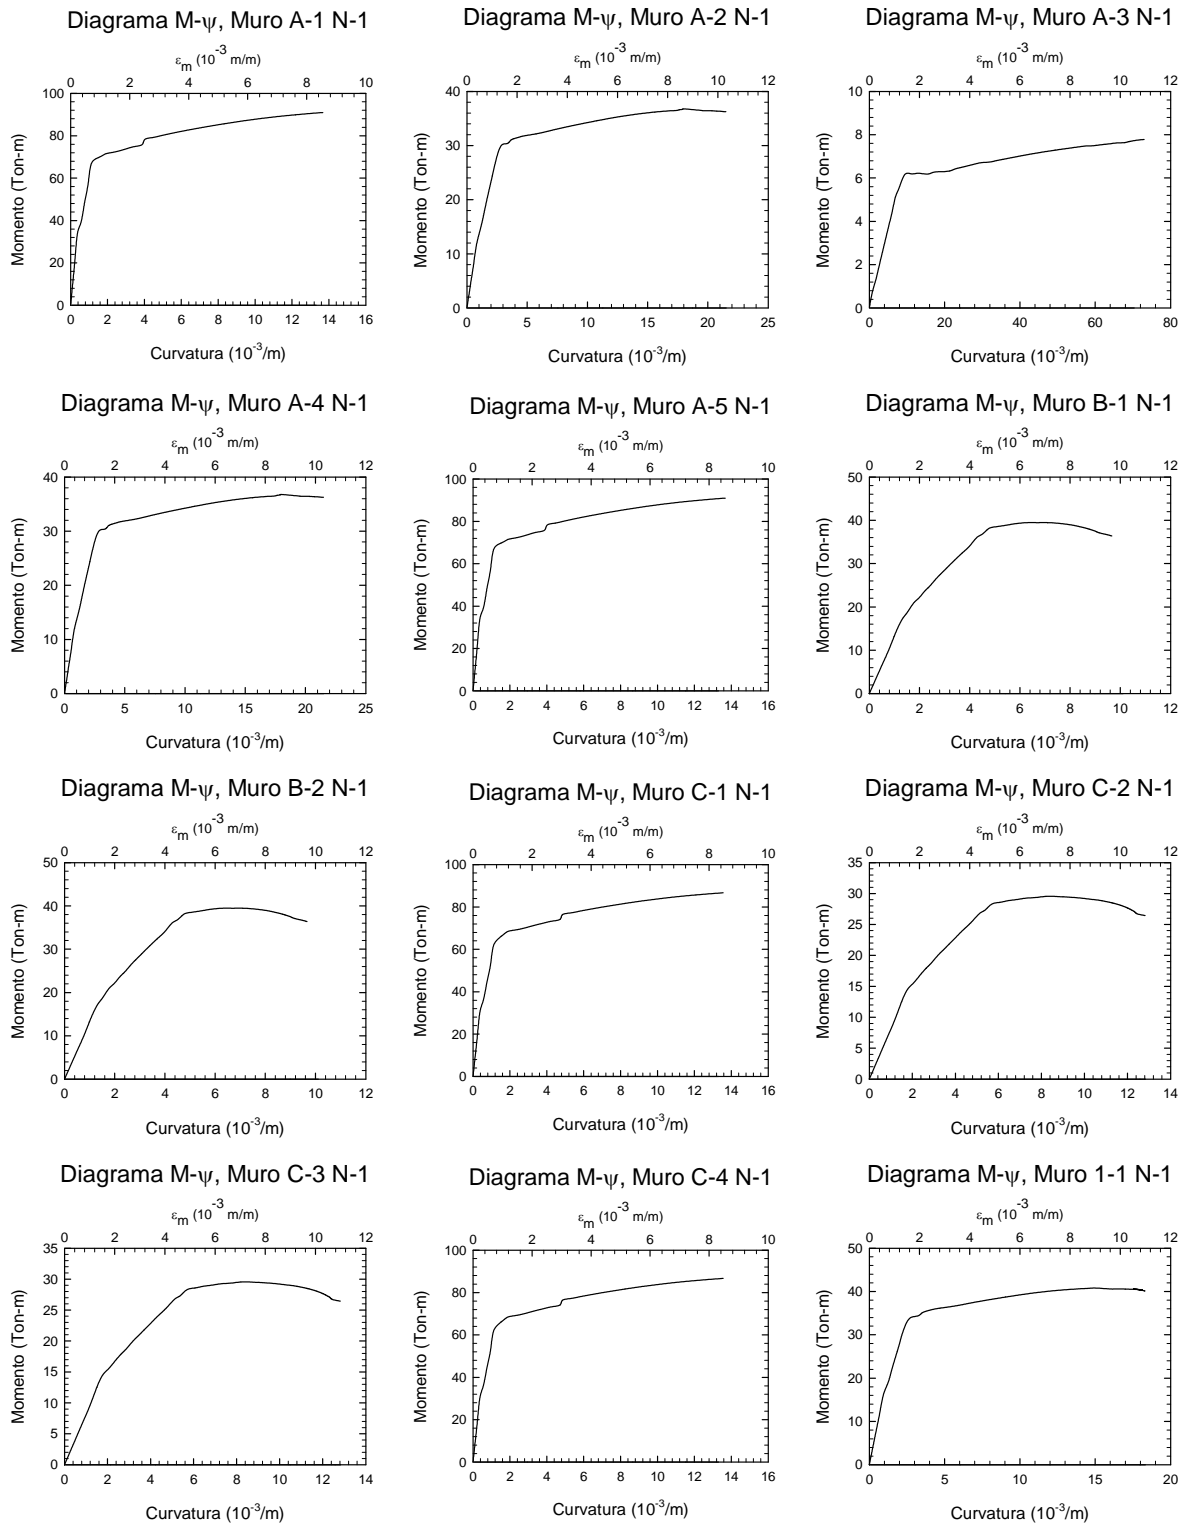 Diagrama M-ψ, Muro A-1 N-1
ε_m (10^-3 m/m)
0 2 4 6 8 10
100
80
60
40
20
0
Momento (Ton-m)
0 2 4 6 8 10 12 14 16
Curvatura (10^-3/m)
Diagrama M-ψ, Muro A-2 N-1
ε_m (10^-3 m/m)
0 2 4 6 8 10 12
40
30
20
10
0
Momento (Ton-m)
0 5 10 15 20 25
Curvatura (10^-3/m)
Diagrama M-ψ, Muro A-3 N-1
ε_m (10^-3 m/m)
0 2 4 6 8 10 12
10
8
6
4
2
0
Momento (Ton-m)
0 20 40 60 80
Curvatura (10^-3/m)
Diagrama M-ψ, Muro A-4 N-1
ε_m (10^-3 m/m)
0 2 4 6 8 10 12
40
30
20
10
0
Momento (Ton-m)
0 5 10 15 20 25
Curvatura (10^-3/m)
Diagrama M-ψ, Muro A-5 N-1
ε_m (10^-3 m/m)
0 2 4 6 8 10
100
80
60
40
20
0
Momento (Ton-m)
0 2 4 6 8 10 12 14 16
Curvatura (10^-3/m)
Diagrama M-ψ, Muro B-1 N-1
ε_m (10^-3 m/m)
0 2 4 6 8 10 12
50
40
30
20
10
0
Momento (Ton-m)
0 2 4 6 8 10 12
Curvatura (10^-3/m)
Diagrama M-ψ, Muro B-2 N-1
ε_m (10^-3 m/m)
0 2 4 6 8 10 12
50
40
30
20
10
0
Momento (Ton-m)
0 2 4 6 8 10 12
Curvatura (10^-3/m)
Diagrama M-ψ, Muro C-1 N-1
ε_m (10^-3 m/m)
0 2 4 6 8 10
100
80
60
40
20
0
Momento (Ton-m)
0 2 4 6 8 10 12 14 16
Curvatura (10^-3/m)
Diagrama M-ψ, Muro C-2 N-1
ε_m (10^-3 m/m)
0 2 4 6 8 10 12
35
30
25
20
15
10
5
0
Momento (Ton-m)
0 2 4 6 8 10 12 14
Curvatura (10^-3/m)
Diagrama M-ψ, Muro C-3 N-1
ε_m (10^-3 m/m)
0 2 4 6 8 10 12
35
30
25
20
15
10
5
0
Momento (Ton-m)
0 2 4 6 8 10 12 14
Curvatura (10^-3/m)
Diagrama M-ψ, Muro C-4 N-1
ε_m (10^-3 m/m)
0 2 4 6 8 10
100
80
60
40
20
0
Momento (Ton-m)
0 2 4 6 8 10 12 14 16
Curvatura (10^-3/m)
Diagrama M-ψ, Muro 1-1 N-1
ε_m (10^-3 m/m)
0 2 4 6 8 10 12
50
40
30
20
10
0
Momento (Ton-m)
0 5 10 15 20
Curvatura (10^-3/m)